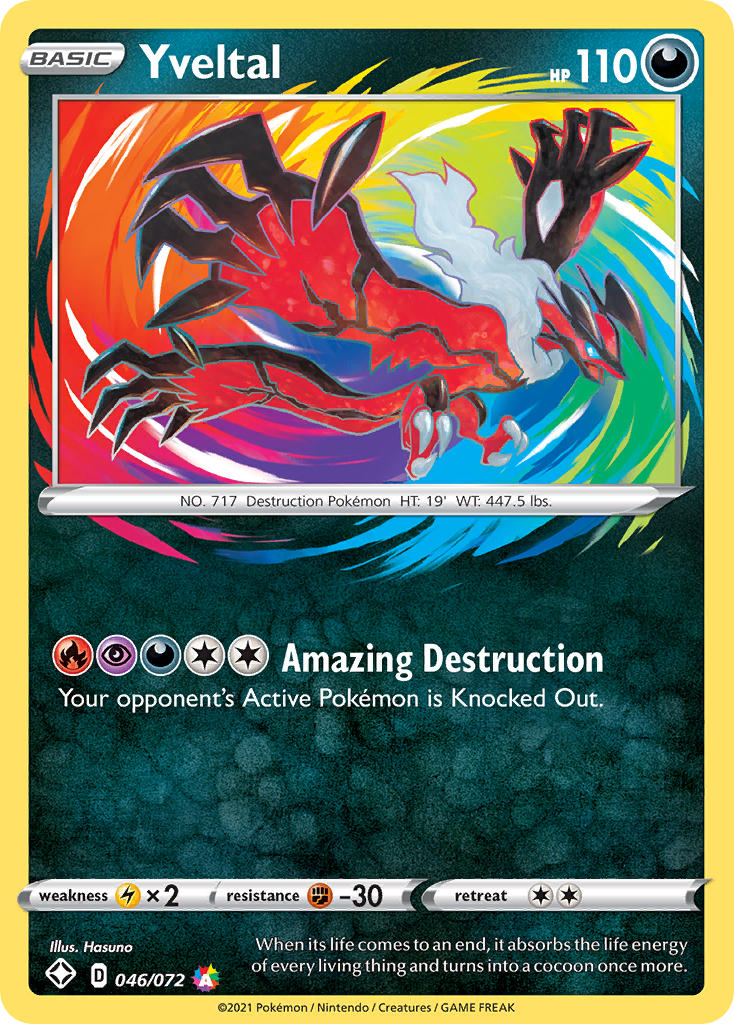 BASIC Yveltal HP 110
NO. 717 Destruction Pokémon HT: 19' WT: 447.5 lbs.
Amazing Destruction
Your opponent's Active Pokémon is Knocked Out.
weakness ×2 resistance -30 retreat
Illus. Hasuno
When its life comes to an end, it absorbs the life energy
of every living thing and turns into a cocoon once more.
D 046/072 A
©2021 Pokémon / Nintendo / Creatures / GAME FREAK